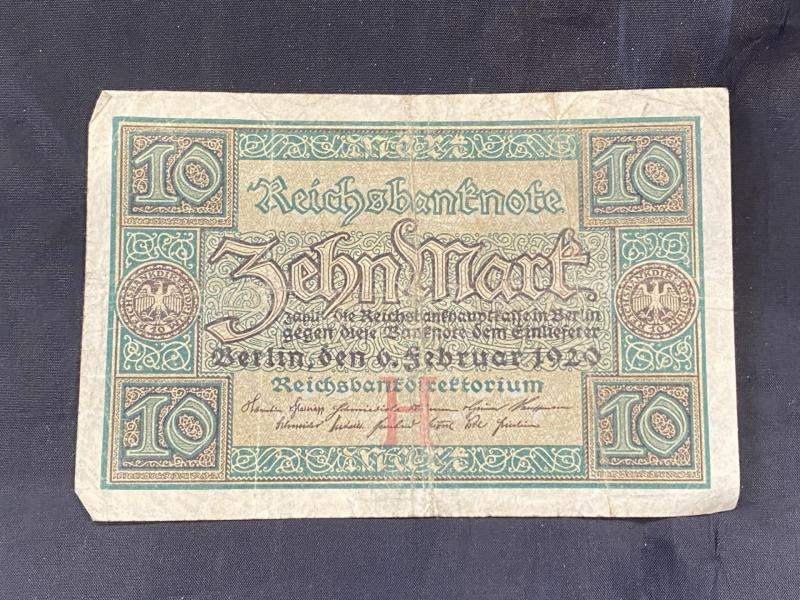 10 10
Reichsbanknote
Zehn Mark
zahlt die Reichsbankhauptkasse in Berlin
gegen diese Banknote dem Einlieferer
Berlin, den 6. Februar 1920
Reichsbankdirektorium
H
10 10